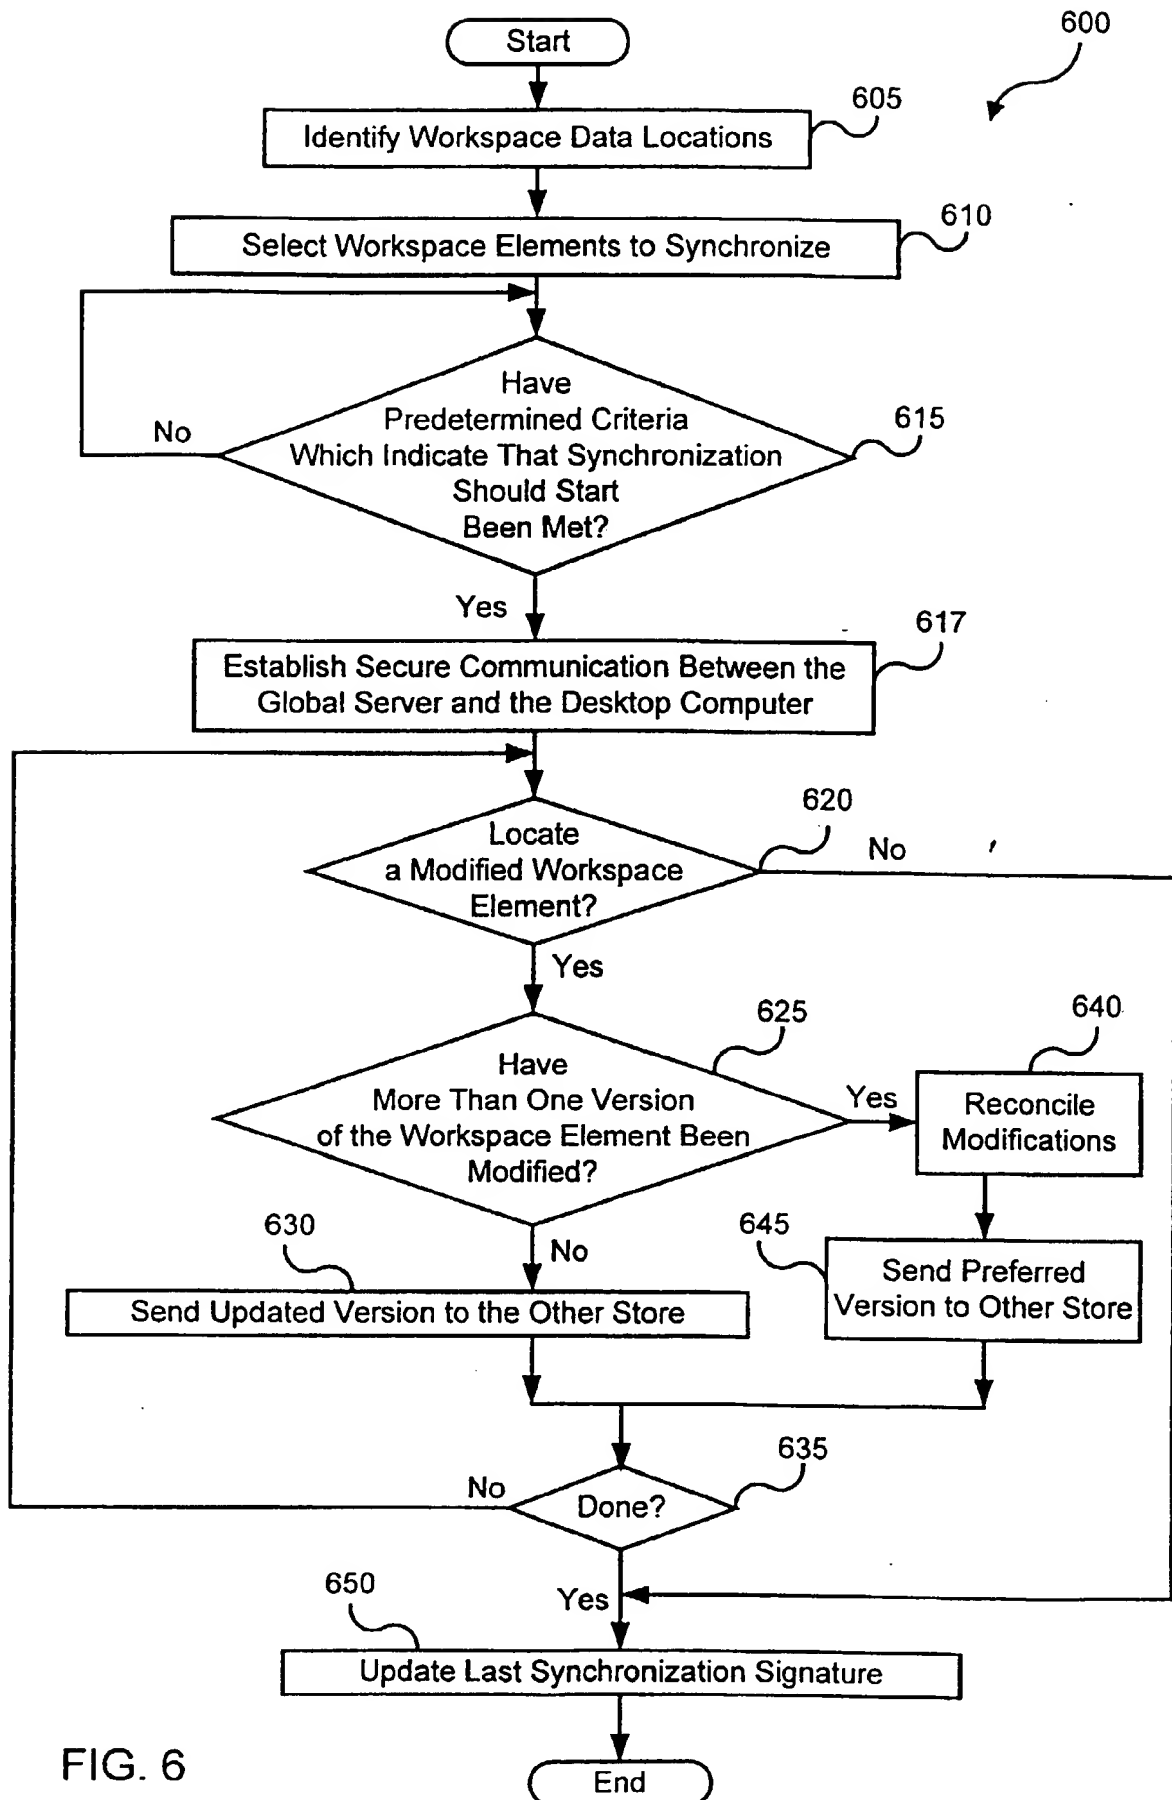 Start
600
605
Identify Workspace Data Locations
610
Select Workspace Elements to Synchronize
Have
Predetermined Criteria
Which Indicate That Synchronization
Should Start
Been Met?
615
No
Yes
617
Establish Secure Communication Between the
Global Server and the Desktop Computer
620
Locate
a Modified Workspace
Element?
No
Yes
625
Have
More Than One Version
of the Workspace Element Been
Modified?
Yes
640
Reconcile
Modifications
630
No
645
Send Updated Version to the Other Store
Send Preferred
Version to Other Store
635
No
Done?
650
Yes
Update Last Synchronization Signature
End
FIG. 6